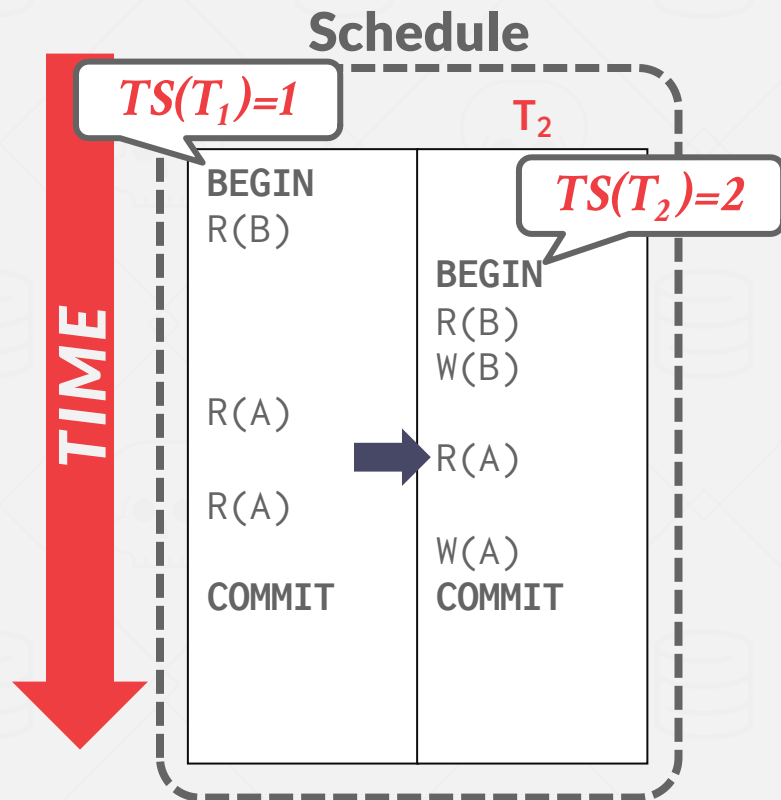 Schedule
TS(T₁)=1
T₂
BEGIN
TS(T₂)=2
R(B)
BEGIN
R(B)
W(B)
TIME
R(A)
R(A)
R(A)
W(A)
COMMIT COMMIT